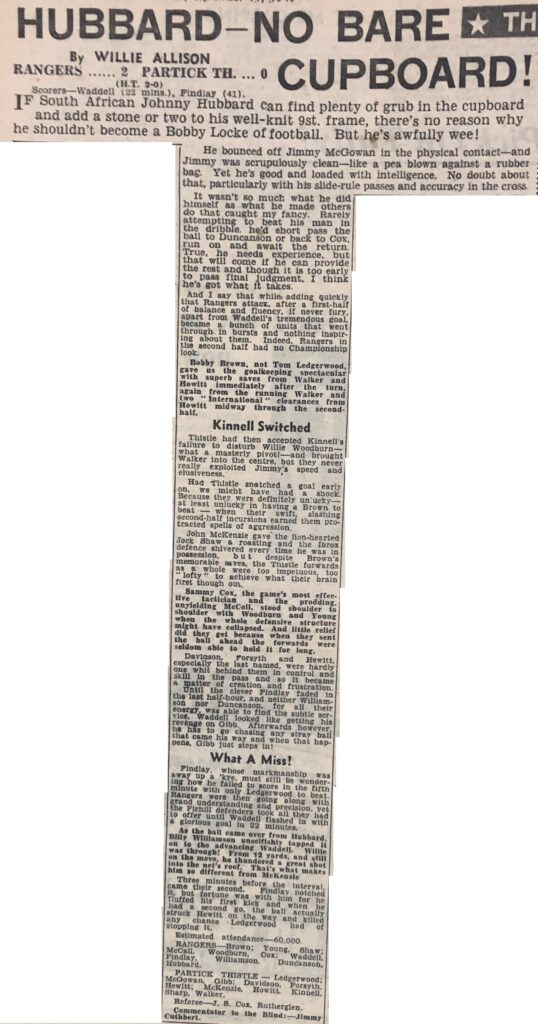 HUBBARD—NO BARE ★ TH
CUPBOARD!
By WILLIE ALLISON
RANGERS ...... 2 PARTICK TH. ... 0
(H.T. 2-0)
Scorers—Waddell (22 mins.), Findlay (41).
IF South African Johnny Hubbard can find plenty of grub in the cupboard
and add a stone or two to his well-knit 9st. frame, there's no reason why
he shouldn't become a Bobby Locke of football. But he's awfully wee!
He bounced off Jimmy McGowan in the physical contact—and
Jimmy was scrupulously clean—like a pea blown against a rubber
bag. Yet he's good and loaded with intelligence. No doubt about
that, particularly with his slide-rule passes and accuracy in the cross.
It wasn't so much what he did
himself as what he made others
do that caught my fancy. Rarely
attempting to beat his man in
the dribble, he'd short pass the
ball to Duncanson or back to Cox,
run on and await the return.
True, he needs experience, but
that will come if he can provide
the rest and though it is too early
to pass final judgment, I think
he's got what it takes.
And I say that while adding quickly
that Rangers attack, after a first-half
of balance and fluency, if never fury,
apart from Waddell's tremendous goal,
became a bunch of units that went
through in bursts and nothing inspir-
ing about them. Indeed, Rangers in
the second half had no Championship
look.
Bobby Brown, not Tom Ledgerwood,
gave us the goalkeeping spectacular
with superb saves from Walker and
Howitt immediately after the turn,
again from the running Walker and
two "International" clearances from
Howitt midway through the second-
half.
Kinnell Switched
Thistle had then accepted Kinnell's
failure to disturb Willie Woodburn—
what a masterly pivot!—and brought
Walker into the centre, but they never
really exploited Jimmy's speed and
elusiveness.
Had Thistle snatched a goal early
on, we might have had a shock.
Because they were definitely unlucky—
at least unlucky in having a Brown to
beat — when their swift, slashing
second-half incursions earned them pro-
tracted spells of aggression.
John McKenzie gave the lion-hearted
Jock Shaw a roasting and the Ibrox
defence shivered every time he was in
possession, but despite Brown's
memorable saves, the Thistle forwards
as a whole were too impetuous, too
"lofty" to achieve what their brain
first though out.
Sammy Cox, the game's most effec-
tive tactician and the prodding,
unyielding McColl, stood shoulder to
shoulder with Woodburn and Young
when the whole defensive structure
might have collapsed. And little relief
did they get because when they sent
the ball ahead the forwards were
seldom able to hold it for long.
Davidson, Forsyth and Hewitt,
especially the last named, were hardly
one whit behind them in control and
skill in the pass and so it became
a matter of creation and frustration.
Until the clever Findlay faded in
the last half-hour, and neither William-
son nor Duncanson, for all their
energy, was able to find the subtle ser-
vice, Waddell looked like getting his
revenge on Gibb. Afterwards however,
he has to go chasing any stray ball
that came his way and when that hap-
pens, Gibb just steps in!
What A Miss!
Findlay, whose markmanship was
away up a 'kye, must still be wonder-
ing how he failed to score in the fifth
minute with only Ledgerwood to beat.
Rangers were then going along with
grand understanding and precision, yet
the Firhill defenders took all they had
to offer until Waddell flashed in with
a glorious goal in 22 minutes.
As the ball came over from Hubbard,
Billy Williamson unselfishly tapped it
on to the advancing Waddell. Willie
was through! From 12 yards, and still
on the move, he thundered a great shot
into the net's roof. That's what makes
him so different from McKenzie
Three minutes before the interval,
came their second. Findlay notched
it, but fortune was with him for he
fluffed his first kick and when he
had a second go, the ball actually
struck Hewitt on the way and killed
any chance Ledgerwood had of
stopping it.
Estimated attendance—60,000.
RANGERS—Brown; Young, Shaw;
McCall, Woodburn, Cox; Waddell,
Findlay, Williamson, Duncanson,
Hubbard.
PARTICK THISTLE — Ledgerwood;
McGowan, Gibb; Davidson, Forsyth,
Hewitt; McKenzie, Howitt, Kinnell,
Sharp, Walker.
Referee—J. S. Cox, Rutherglen.
Commentator to the Blind:—Jimmy
Cuthbert.